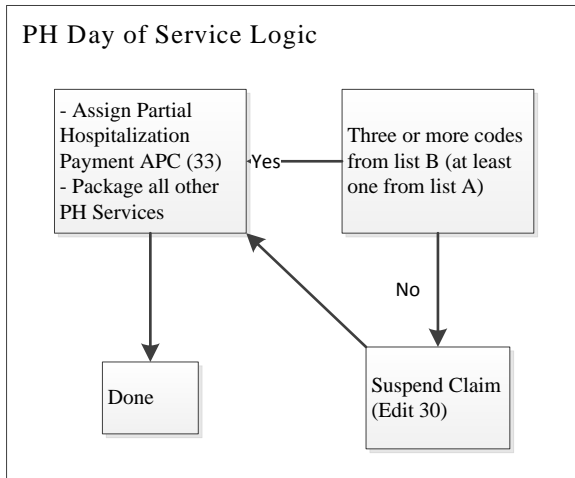 PH Day of Service Logic
- Assign Partial
Hospitalization
Payment APC (33)
- Package all other
PH Services
Yes
Three or more codes
from list B (at least
one from list A)
No
Suspend Claim
(Edit 30)
Done